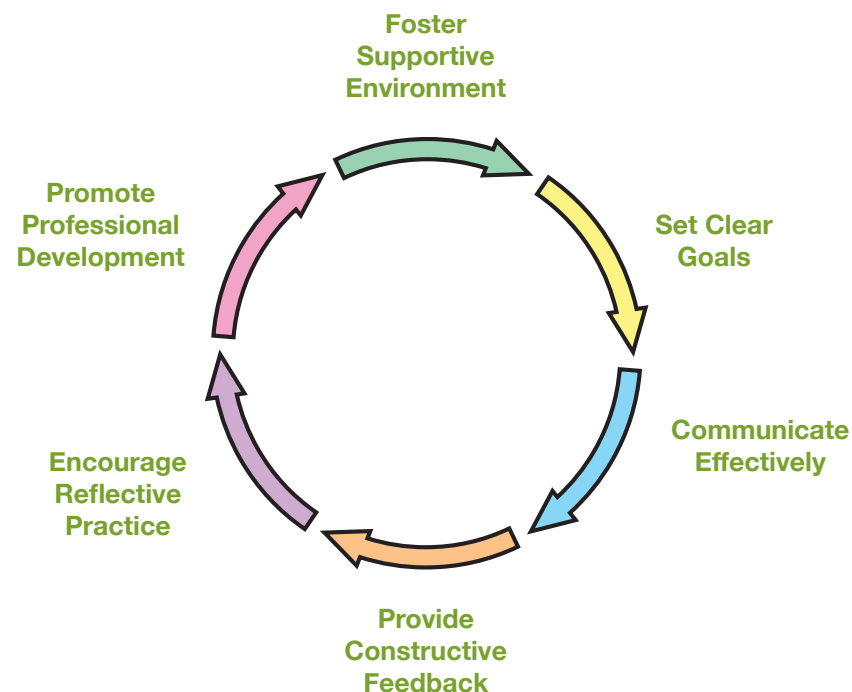 Foster
Supportive
Environment
Set Clear
Goals
Communicate
Effectively
Provide
Constructive
Feedback
Encourage
Reflective
Practice
Promote
Professional
Development